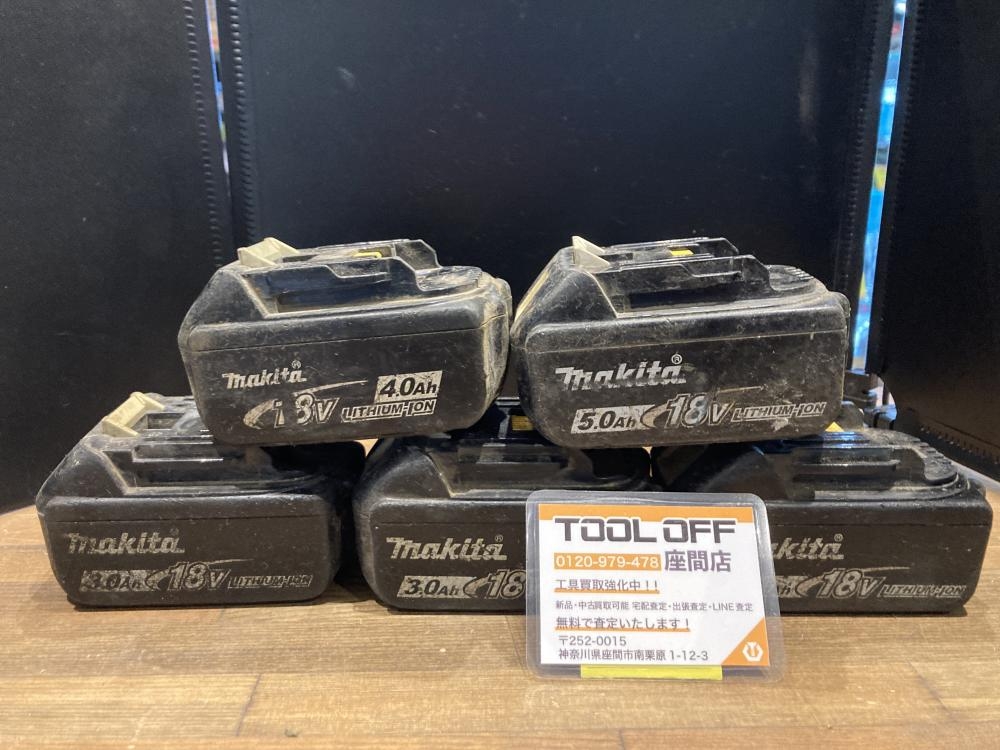 makita®
18V LITHIUM-ION 4.0Ah
makita®
5.0Ah 18V LITHIUM-ION
makita®
3.0Ah 18V LITHIUM-ION
makita®
3.0Ah 18
18V LITHIUM-ION
TOOL OFF
0120-979-478 座間店
工具買取強化中!!
新品・中古買取可能 宅配査定・出張査定・LINE査定
無料で査定いたします!
〒252-0015
神奈川県座間市南栗原1-12-3